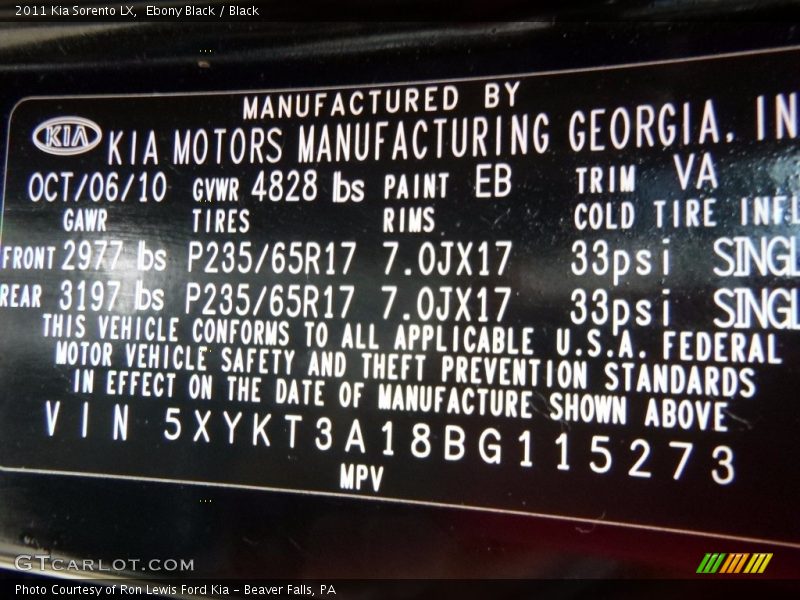 2011 Kia Sorento LX, Ebony Black / Black
MANUFACTURED BY
KIA KIA MOTORS MANUFACTURING GEORGIA, IN
OCT/06/10 GVWR 4828 lbs PAINT EB TRIM VA
GAWR TIRES RIMS COLD TIRE INFL
FRONT 2977 lbs P235/65R17 7.0JX17 33psi SINGL
REAR 3197 lbs P235/65R17 7.0JX17 33psi SINGL
THIS VEHICLE CONFORMS TO ALL APPLICABLE U.S.A. FEDERAL
MOTOR VEHICLE SAFETY AND THEFT PREVENTION STANDARDS
IN EFFECT ON THE DATE OF MANUFACTURE SHOWN ABOVE
VIN 5XYKT3A18BG115273
MPV
GTCARLOT.COM
Photo Courtesy of Ron Lewis Ford Kia - Beaver Falls, PA